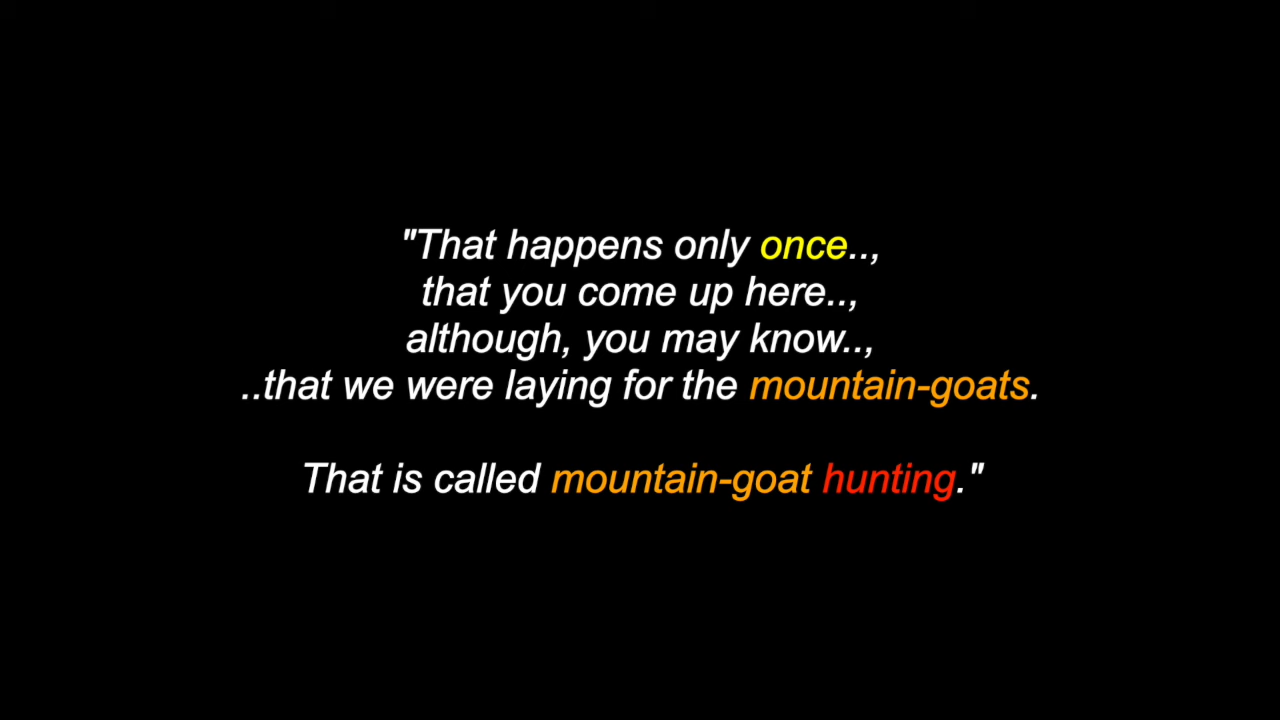 "That happens only once..,
that you come up here..,
although, you may know..,
..that we were laying for the mountain-goats.
That is called mountain-goat hunting."